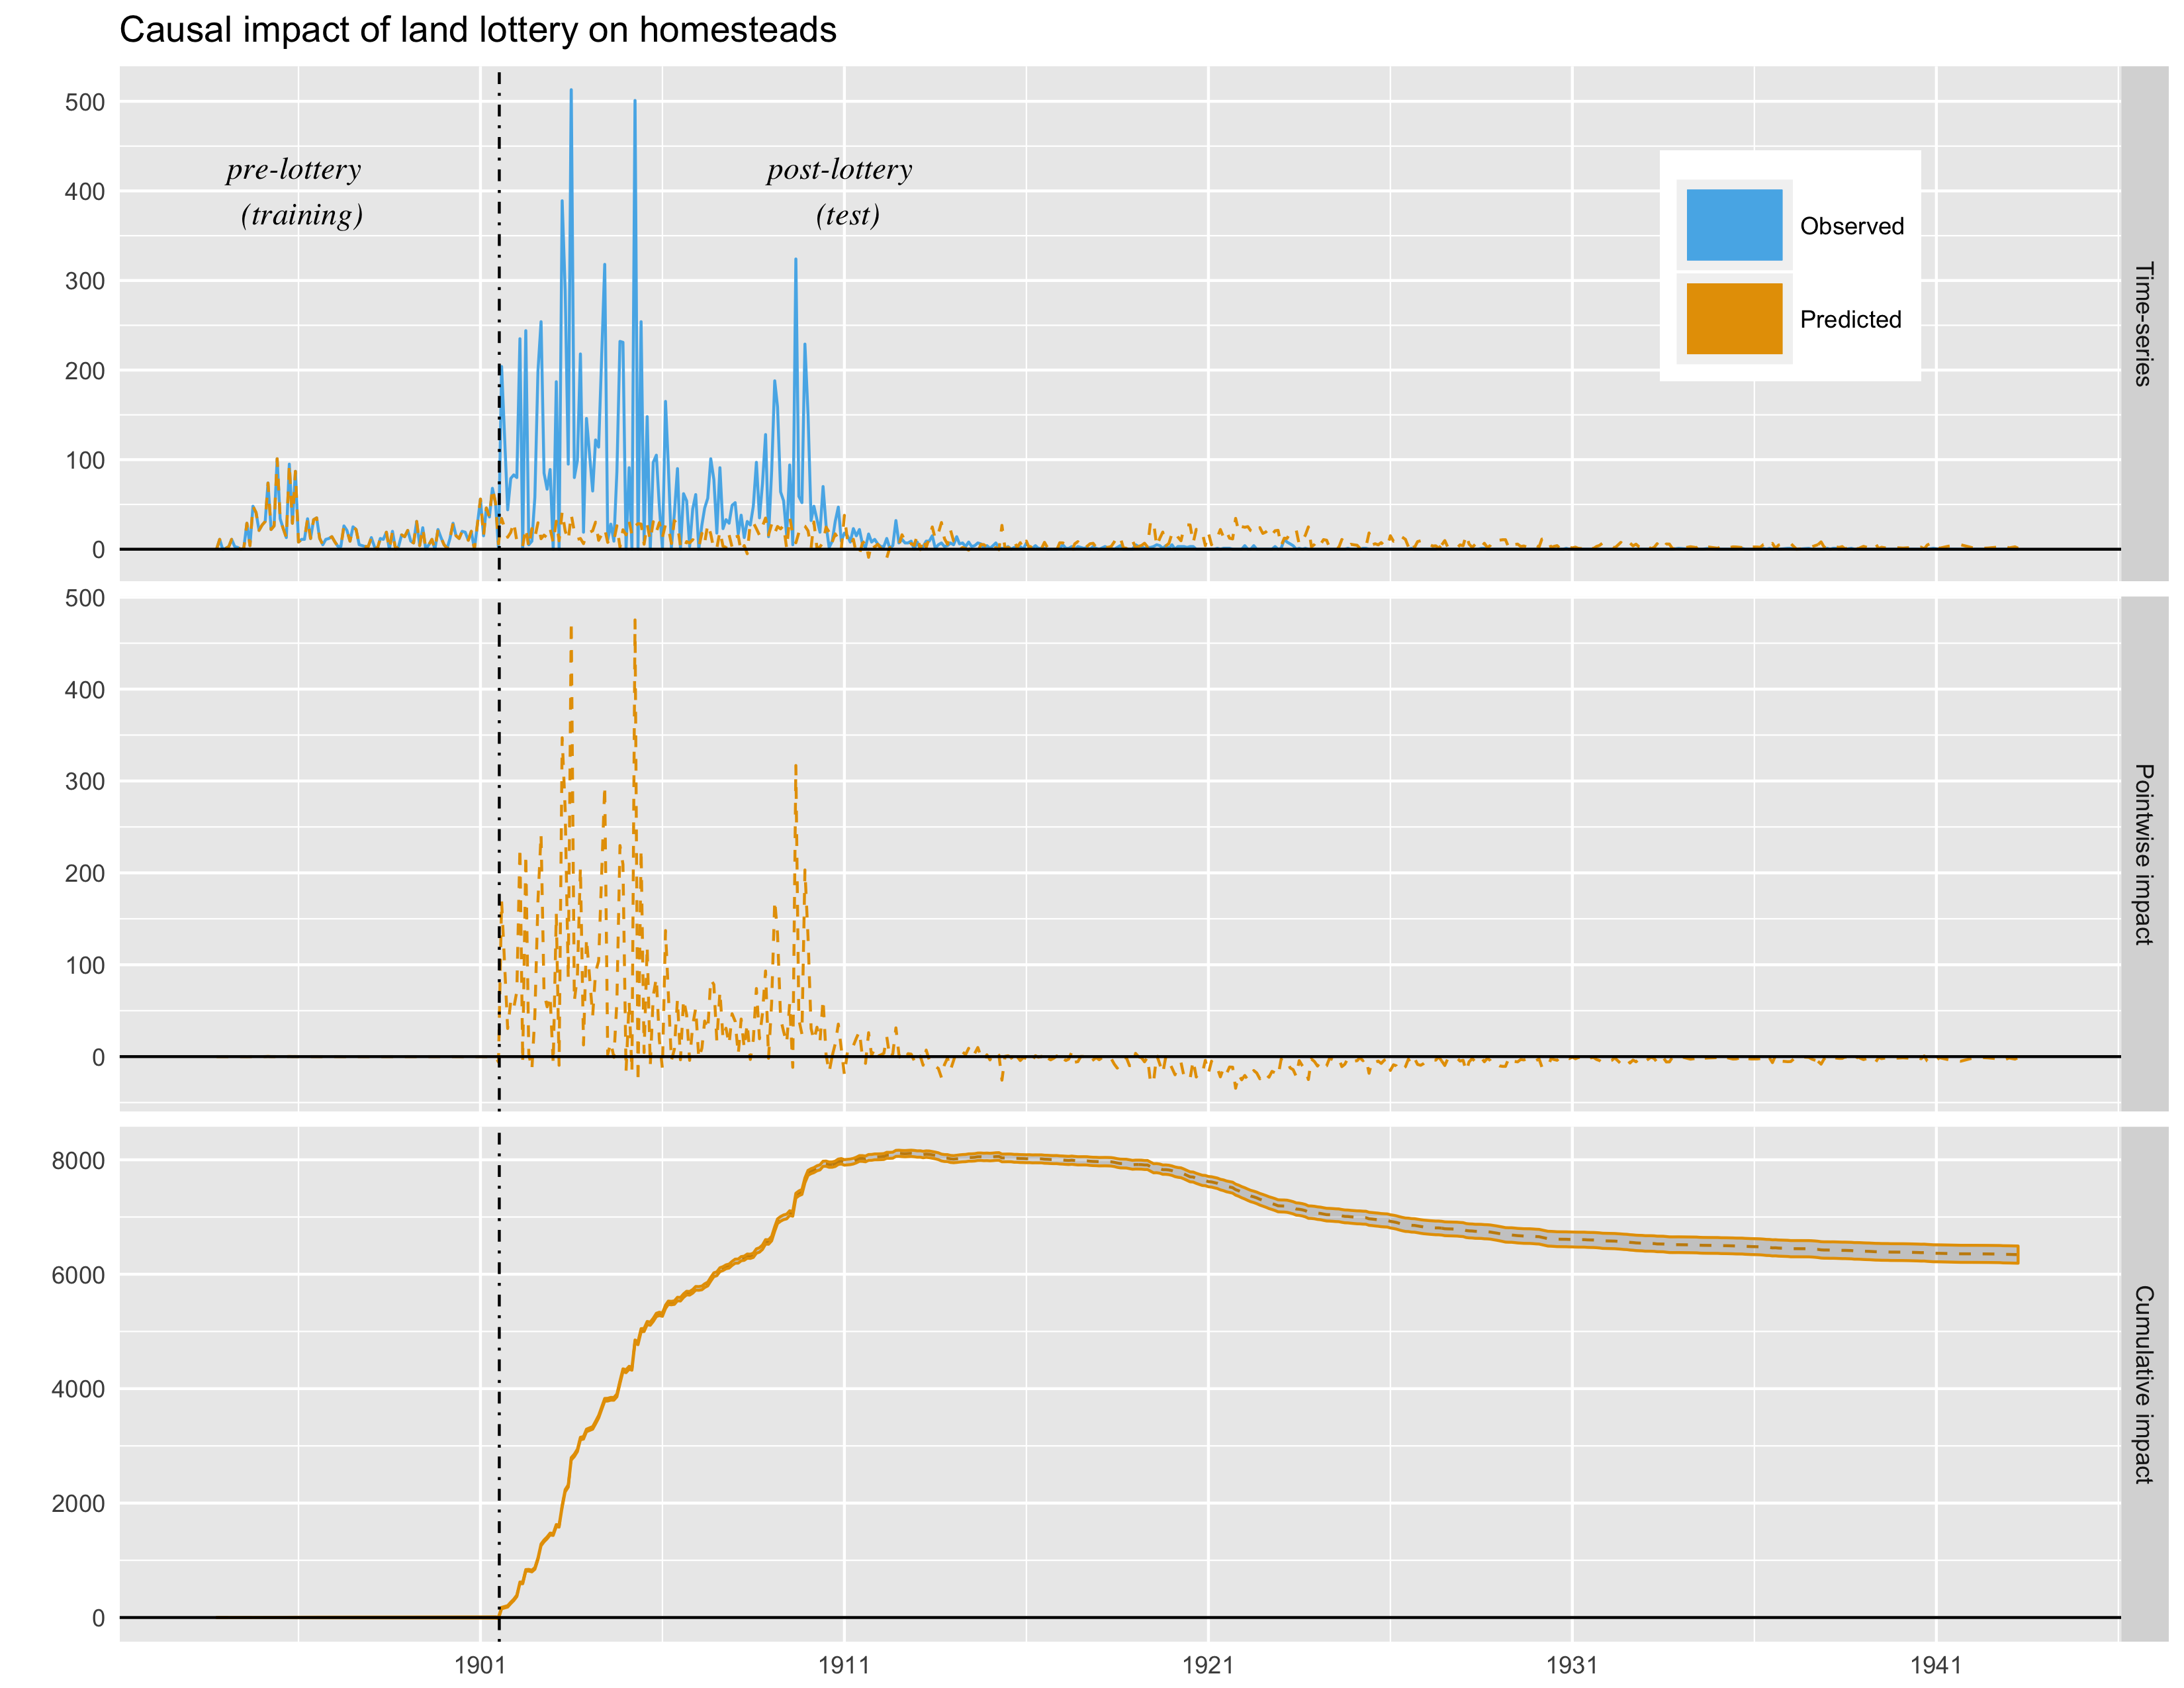 Causal impact of land lottery on homesteads
500
400
300
200
100
0
pre-lottery
(training)
post-lottery
(test)
Observed
Predicted
Time-series
500
400
300
200
100
0
Pointwise impact
8000
6000
4000
2000
0
Cumulative impact
1901
1911
1921
1931
1941